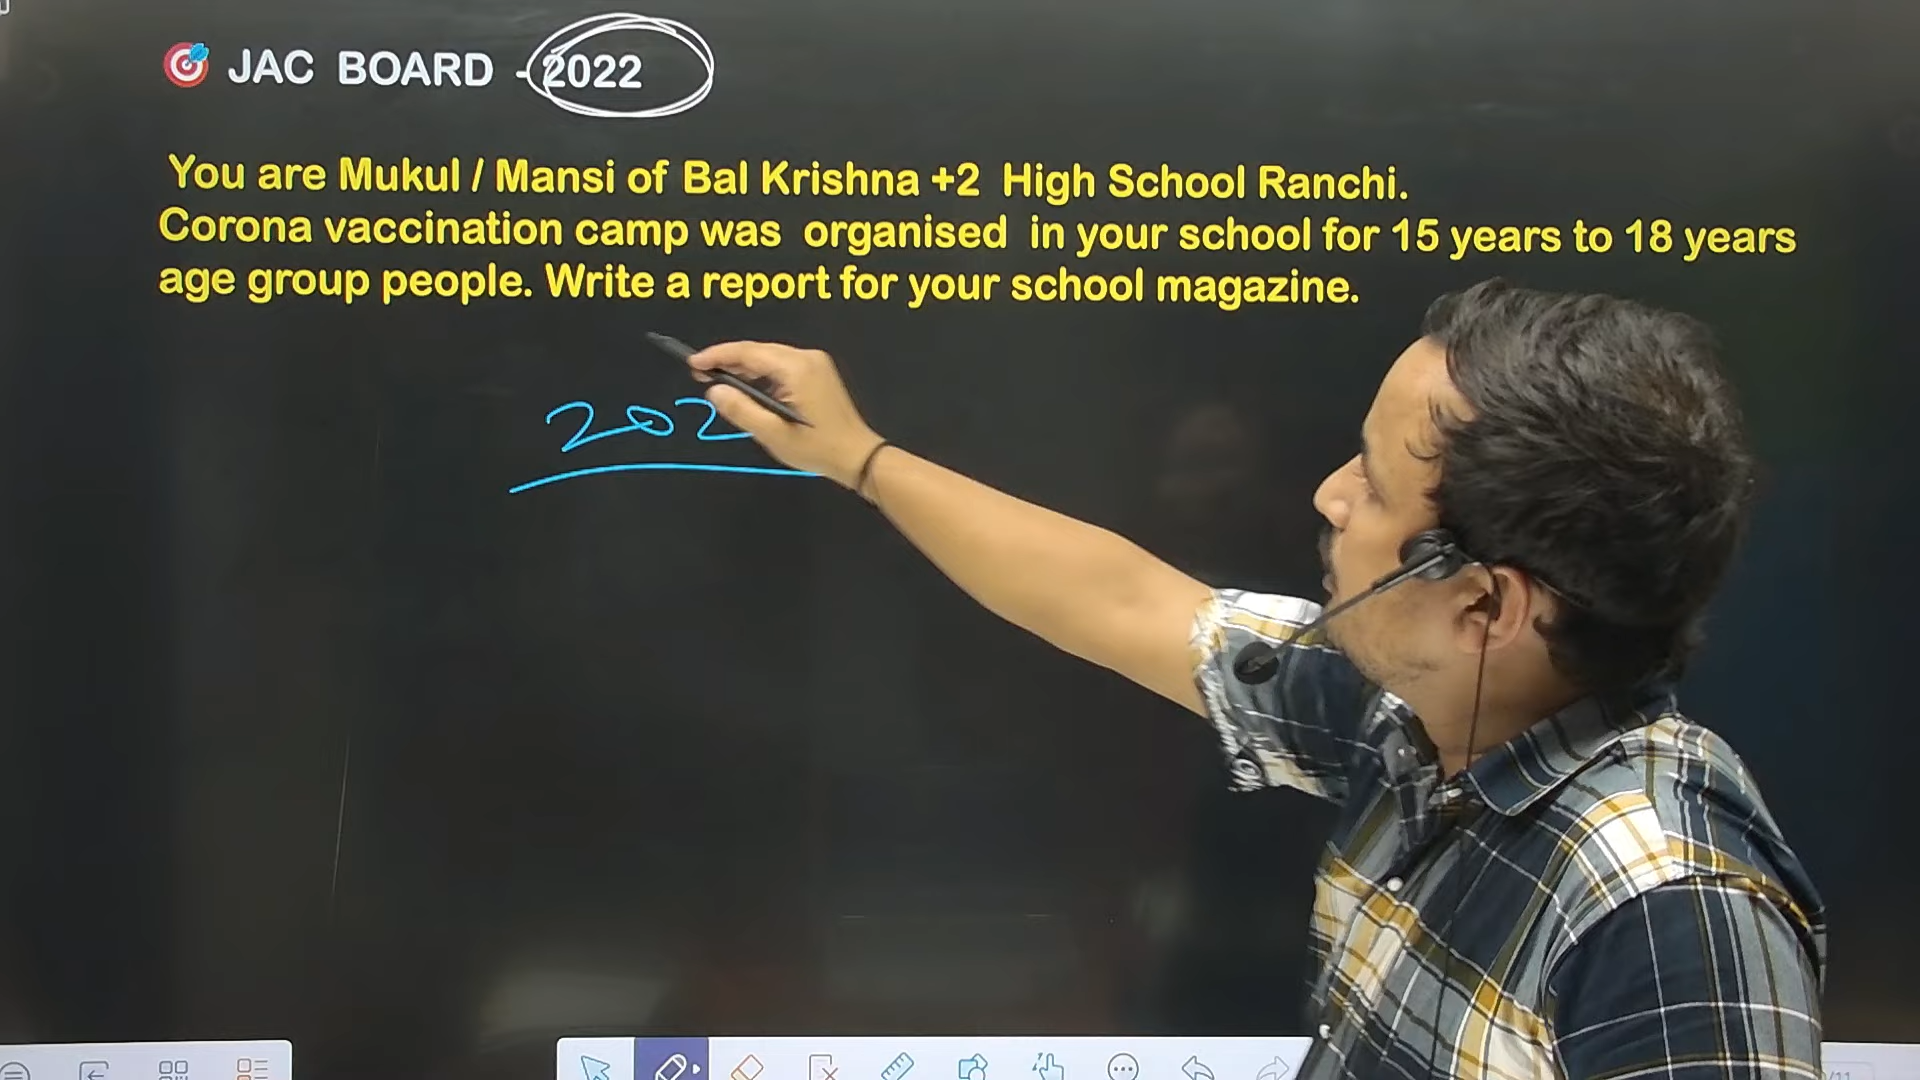 JAC BOARD - 2022
You are Mukul / Mansi of Bal Krishna +2 High School Ranchi.
Corona vaccination camp was organised in your school for 15 years to 18 years
age group people. Write a report for your school magazine.
202